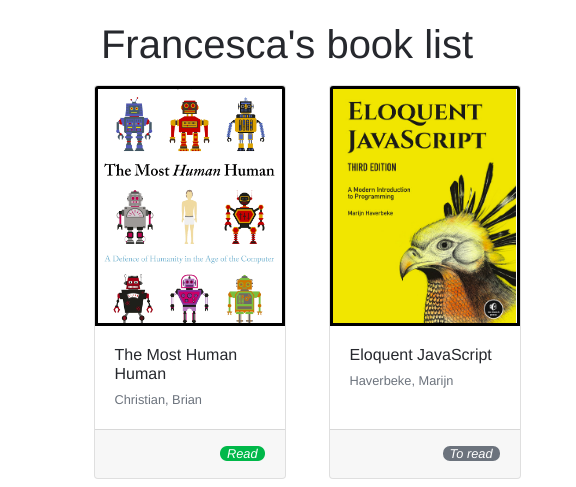 Francesca's book list
The Most Human Human
A Defence of Humanity in the Age of the Computer
ELOQUENT
JAVASCRIPT
THIRD EDITION
A Modern Introduction
to Programming
Marijn Haverbeke
The Most Human
Human
Christian, Brian
Read
Eloquent JavaScript
Haverbeke, Marijn
To read